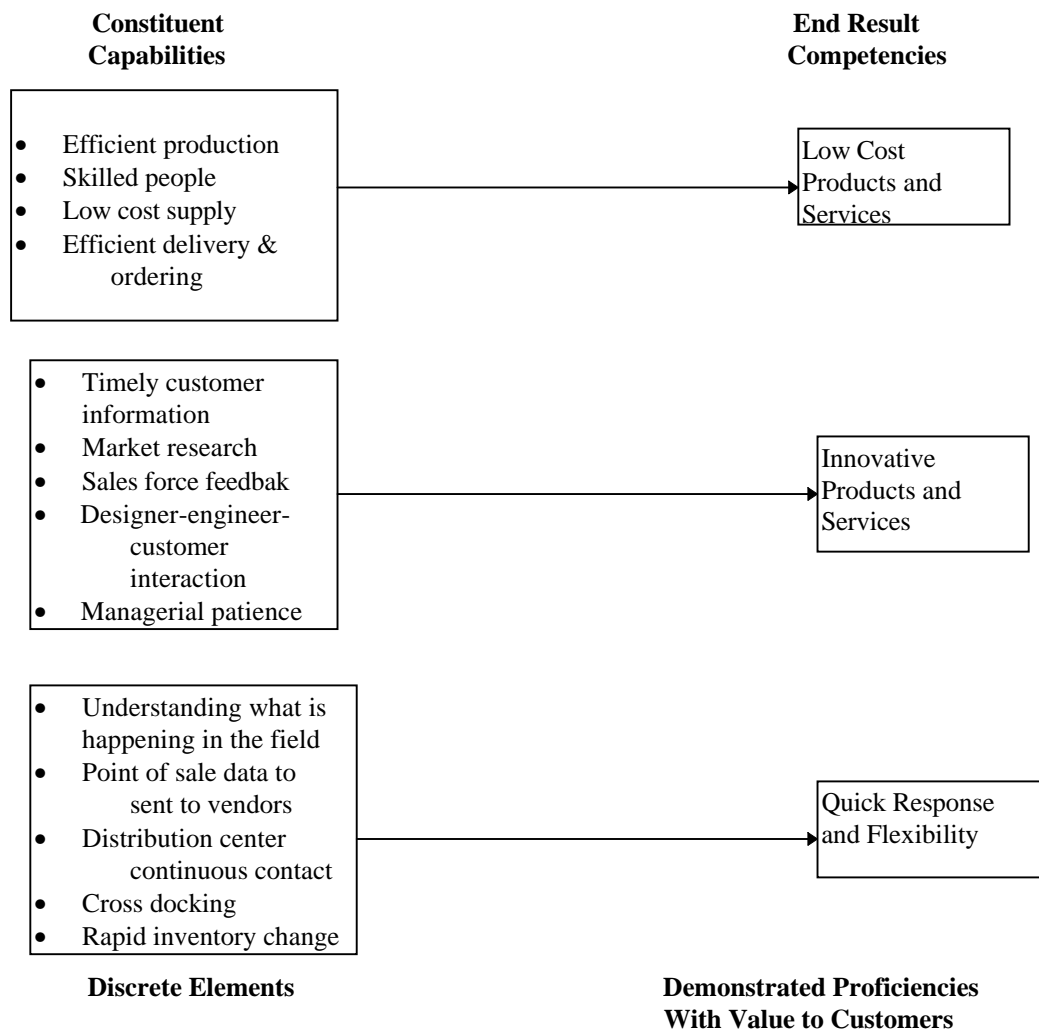 Constituent
Capabilities
End Result
Competencies
• Efficient production
• Skilled people
• Low cost supply
• Efficient delivery &
ordering
Low Cost
Products and
Services
• Timely customer
information
• Market research
• Sales force feedbak
• Designer-engineer-
customer
interaction
• Managerial patience
Innovative
Products and
Services
• Understanding what is
happening in the field
• Point of sale data to
sent to vendors
• Distribution center
continuous contact
• Cross docking
• Rapid inventory change
Quick Response
and Flexibility
Discrete Elements
Demonstrated Proficiencies
With Value to Customers